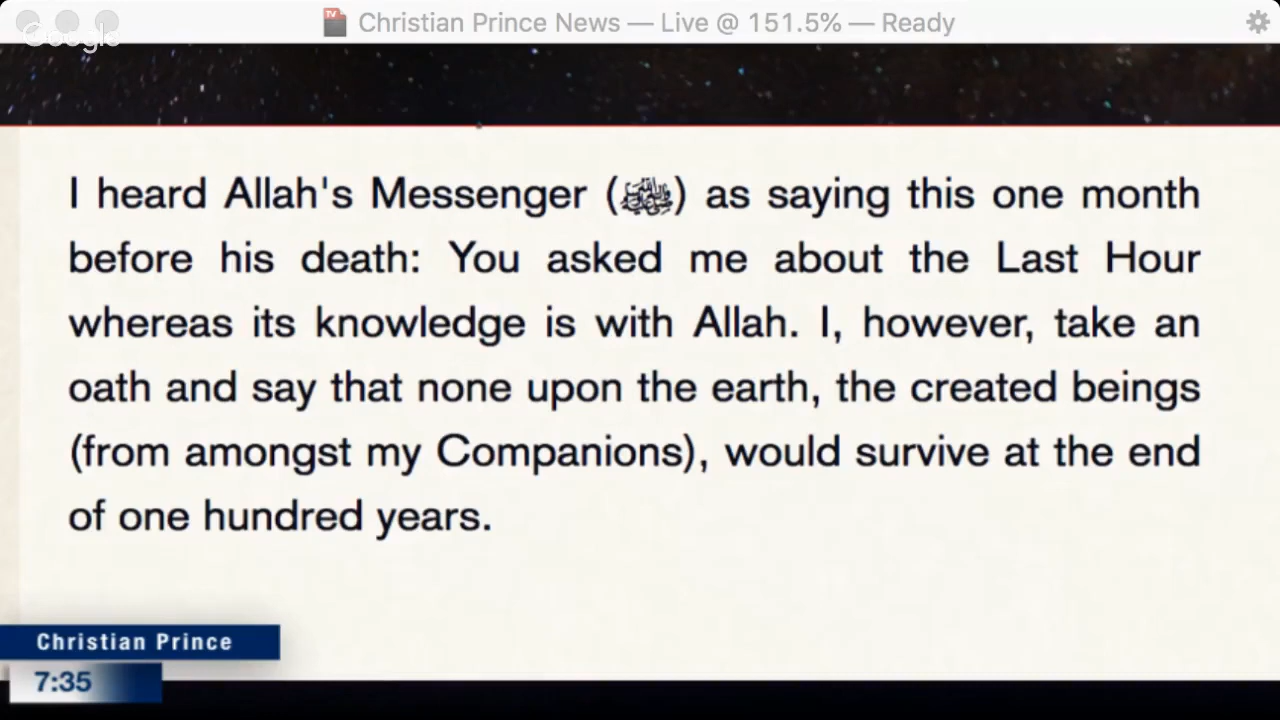 Christian Prince News — Live @ 151.5% — Ready
Google
I heard Allah's Messenger (ﷺ) as saying this one month
before his death: You asked me about the Last Hour
whereas its knowledge is with Allah. I, however, take an
oath and say that none upon the earth, the created beings
(from amongst my Companions), would survive at the end
of one hundred years.
Christian Prince
7:35